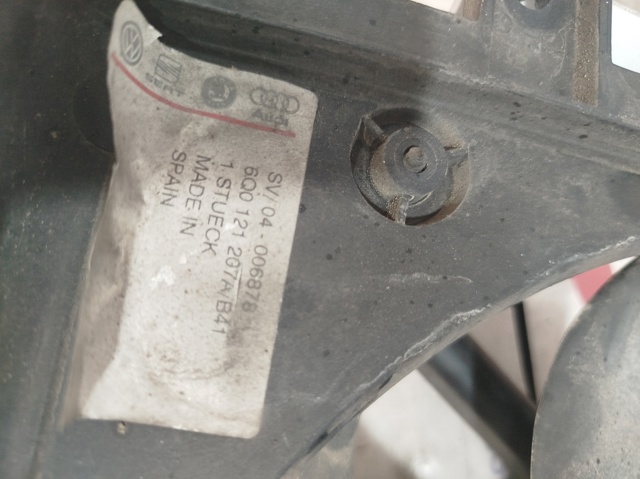 SV/04-006878
6Q0 121 207A/B41
1 STUECK
MADE IN
SPAIN